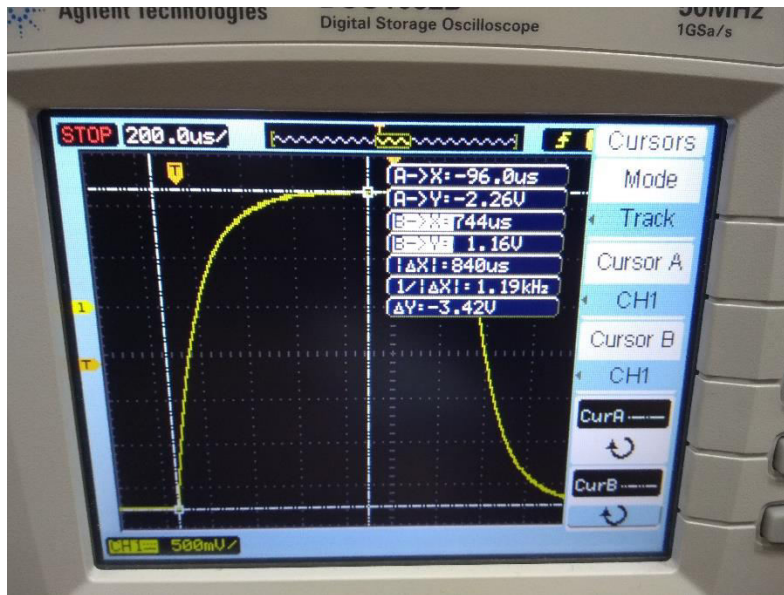 Agilent Technologies
Digital Storage Oscilloscope
50MHz
1GSa/s
STOP 200.0us/
T
Cursors
Mode
Track
Cursor A
CH1
Cursor B
CH1
CurA
CurB
T
A->X:-96.0us
A->Y:-2.26V
B->X:744us
B->Y: 1.16V
|ΔX|:840us
1/|ΔX|:1.19kHz
ΔY:-3.42V
1
T
CH1 500mV/